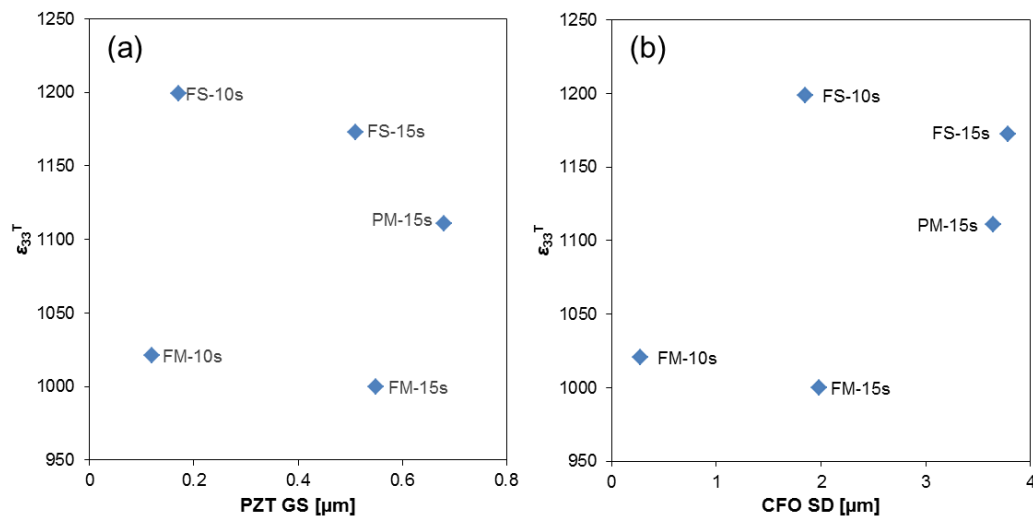 (a)
1250
1200
1150
1100
1050
1000
950
ε33ᵀ
FS-10s
FS-15s
PM-15s
FM-10s
FM-15s
0
0.2
0.4
0.6
0.8
PZT GS [µm]
(b)
1250
1200
1150
1100
1050
1000
950
ε33ᵀ
FS-10s
FS-15s
PM-15s
FM-10s
FM-15s
0
1
2
3
4
CFO SD [µm]